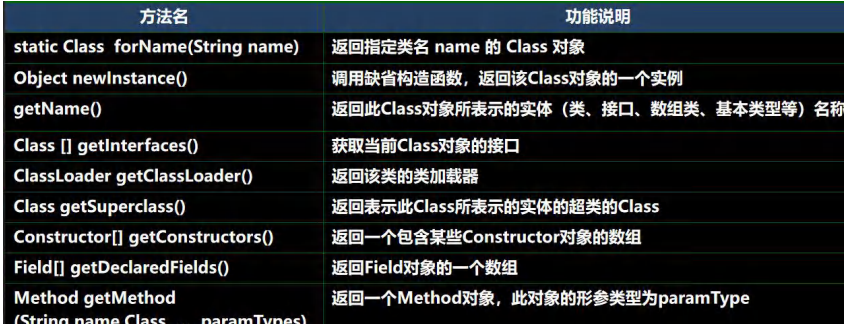 方法名 功能说明
static Class forName(String name) 返回指定类名 name 的 Class 对象
Object newInstance() 调用缺省构造函数，返回该Class对象的一个实例
getName() 返回此Class对象所表示的实体（类、接口、数组类、基本类型等）名称
Class [] getInterfaces() 获取当前Class对象的接口
ClassLoader getClassLoader() 返回该类的类加载器
Class getSuperclass() 返回表示此Class所表示的实体的超类的Class
Constructor[] getConstructors() 返回一个包含某些Constructor对象的数组
Field[] getDeclaredFields() 返回Field对象的一个数组
Method getMethod 返回一个Method对象，此对象的形参类型为paramType
(String name,Class paramTypes)